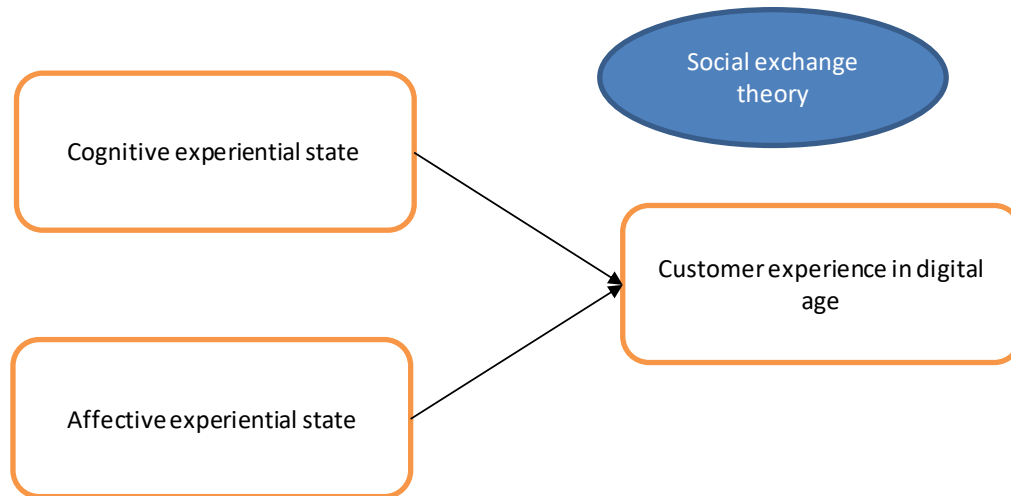 Social exchange
theory
Cognitive experiential state
Customer experience in digital
age
Affective experiential state